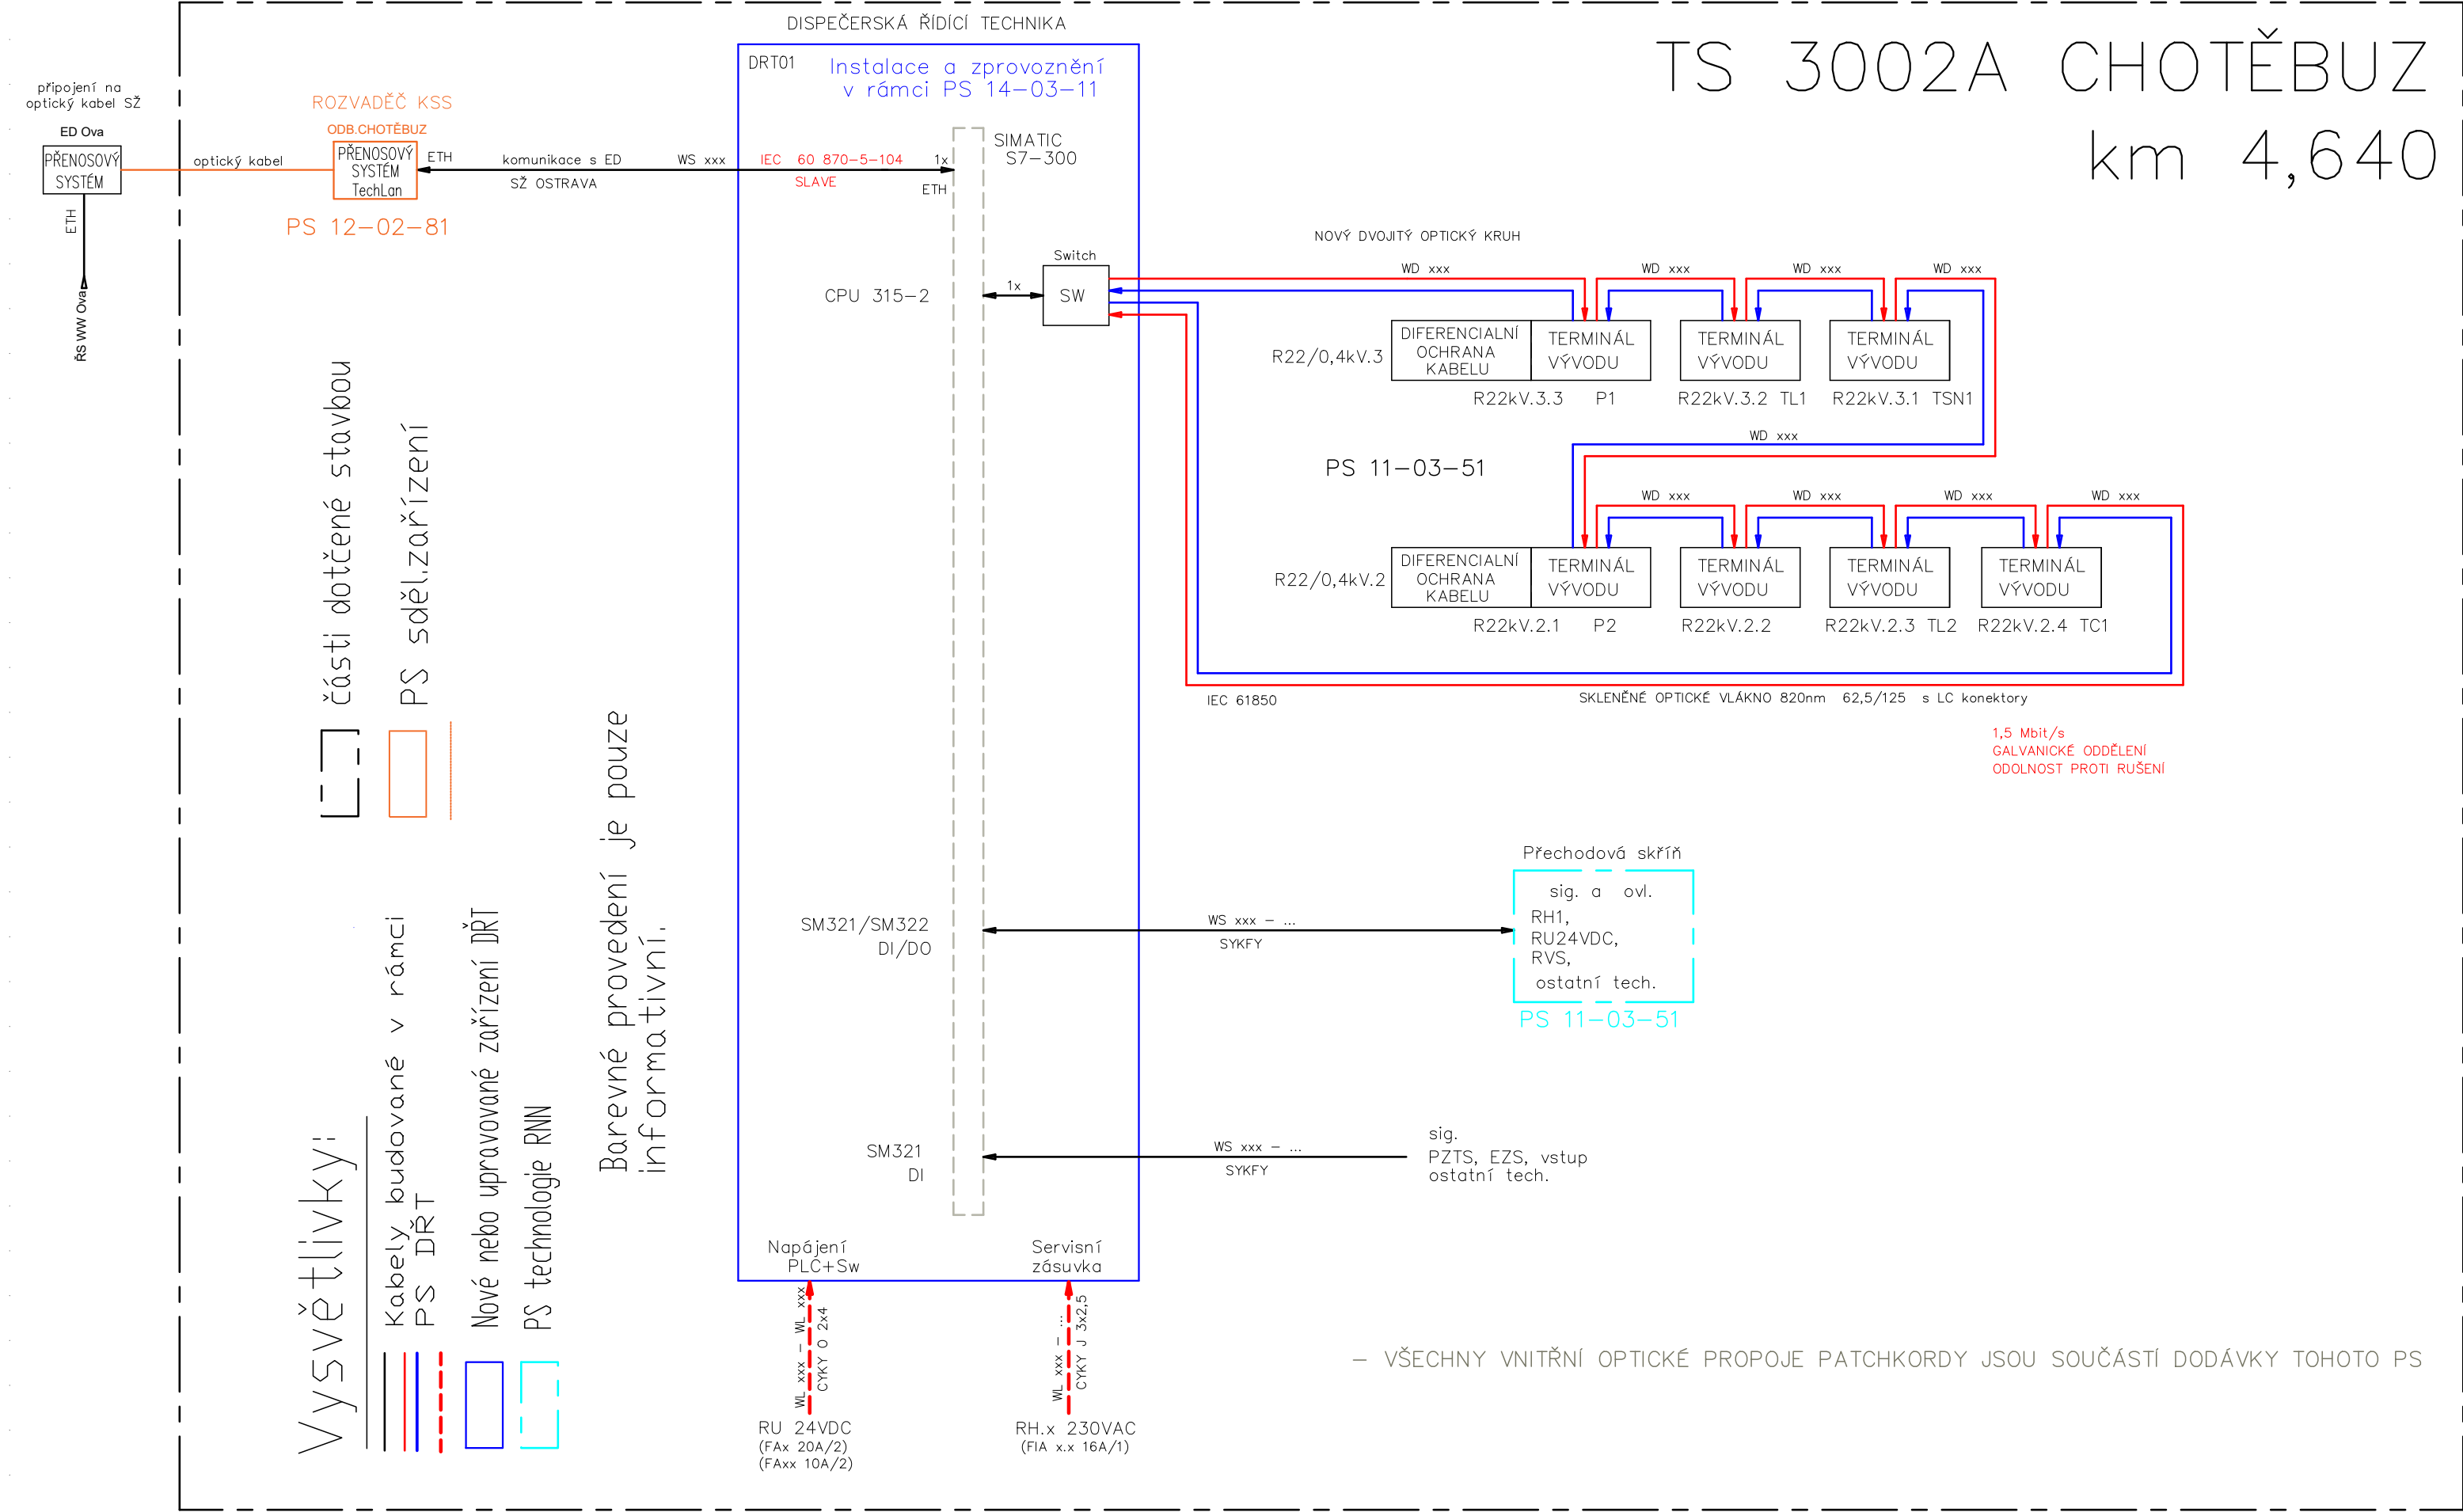 DISPEČERSKÁ ŘÍDÍCÍ TECHNIKA
TS 3002A CHOTĚBUZ
km 4,640
DRT01
Instalace a zprovoznění
v rámci PS 14-03-11
připojení na
optický kabel SŽ
ED Ova
PŘENOSOVÝ
SYSTÉM
ETH
ŘS WW Ova
optický kabel
ROZVADĚČ KSS
ODB.CHOTĚBUZ
PŘENOSOVÝ
SYSTÉM
TechLan
PS 12-02-81
ETH
komunikace s ED
SŽ OSTRAVA
WS xxx
IEC 60 870-5-104
SLAVE
1x
ETH
SIMATIC
S7-300
CPU 315-2
1x
Switch
SW
NOVÝ DVOJITÝ OPTICKÝ KRUH
WD xxx
WD xxx
WD xxx
WD xxx
R22/0,4kV.3
DIFERENCIALNÍ
OCHRANA
KABELU
TERMINÁL
VÝVODU
TERMINÁL
VÝVODU
TERMINÁL
VÝVODU
R22kV.3.3 P1
R22kV.3.2 TL1
R22kV.3.1 TSN1
WD xxx
PS 11-03-51
WD xxx
WD xxx
WD xxx
WD xxx
R22/0,4kV.2
DIFERENCIALNÍ
OCHRANA
KABELU
TERMINÁL
VÝVODU
TERMINÁL
VÝVODU
TERMINÁL
VÝVODU
TERMINÁL
VÝVODU
R22kV.2.1 P2
R22kV.2.2
R22kV.2.3 TL2
R22kV.2.4 TC1
IEC 61850
SKLENĚNÉ OPTICKÉ VLÁKNO 820nm 62,5/125 s LC konektory
1,5 Mbit/s
GALVANICKÉ ODDĚLENÍ
ODOLNOST PROTI RUŠENÍ
SM321/SM322
DI/DO
WS xxx - ...
SYKFY
Přechodová skříň
sig. a ovl.
RH1,
RU24VDC,
RVS,
ostatní tech.
PS 11-03-51
SM321
DI
WS xxx - ...
SYKFY
sig.
PZTS, EZS, vstup
ostatní tech.
Napájení
PLC+Sw
Servisní
zásuvka
WL xxx - WL xxx
CYKY O 2x4
WL xxx - ...
CYKY J 3x2,5
RU 24VDC
(FAx 20A/2)
(FAxx 10A/2)
RH.x 230VAC
(FIA x.x 16A/1)
- VŠECHNY VNITŘNÍ OPTICKÉ PROPOJE PATCHKORDY JSOU SOUČÁSTÍ DODÁVKY TOHOTO PS
Vysvětlivky:
Kabely budované v rámci
PS DŘT
Nové nebo upravované zařízení DŘT
PS technologie RNN
části dotčené stavbou
PS sděl.zařízení
Barevné provedení je pouze
informativní.